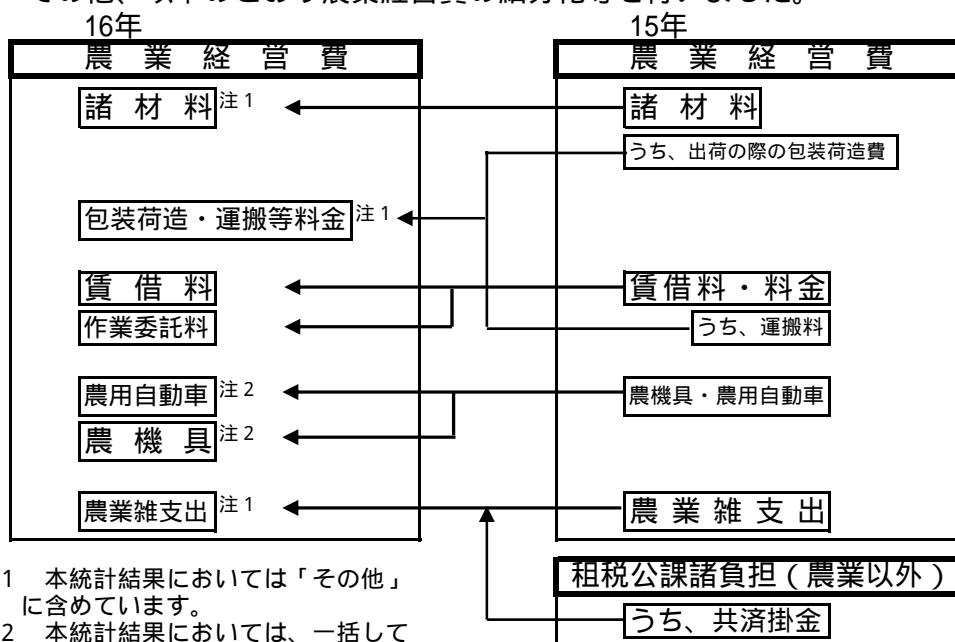 その他、以下のとおり農業経営費の細分化等を行いました。
16年
農業経営費
諸材料 注1
包装荷造・運搬等料金 注1
賃借料
作業委託料
農用自動車 注2
農機具 注2
農業雑支出 注1
15年
農業経営費
諸材料
うち、出荷の際の包装荷造費
賃借料・料金
うち、運搬料
農機具・農用自動車
農業雑支出
租税公課諸負担(農業以外)
うち、共済掛金
1 本統計結果においては「その他」
に含めています。
2 本統計結果においては、一括して